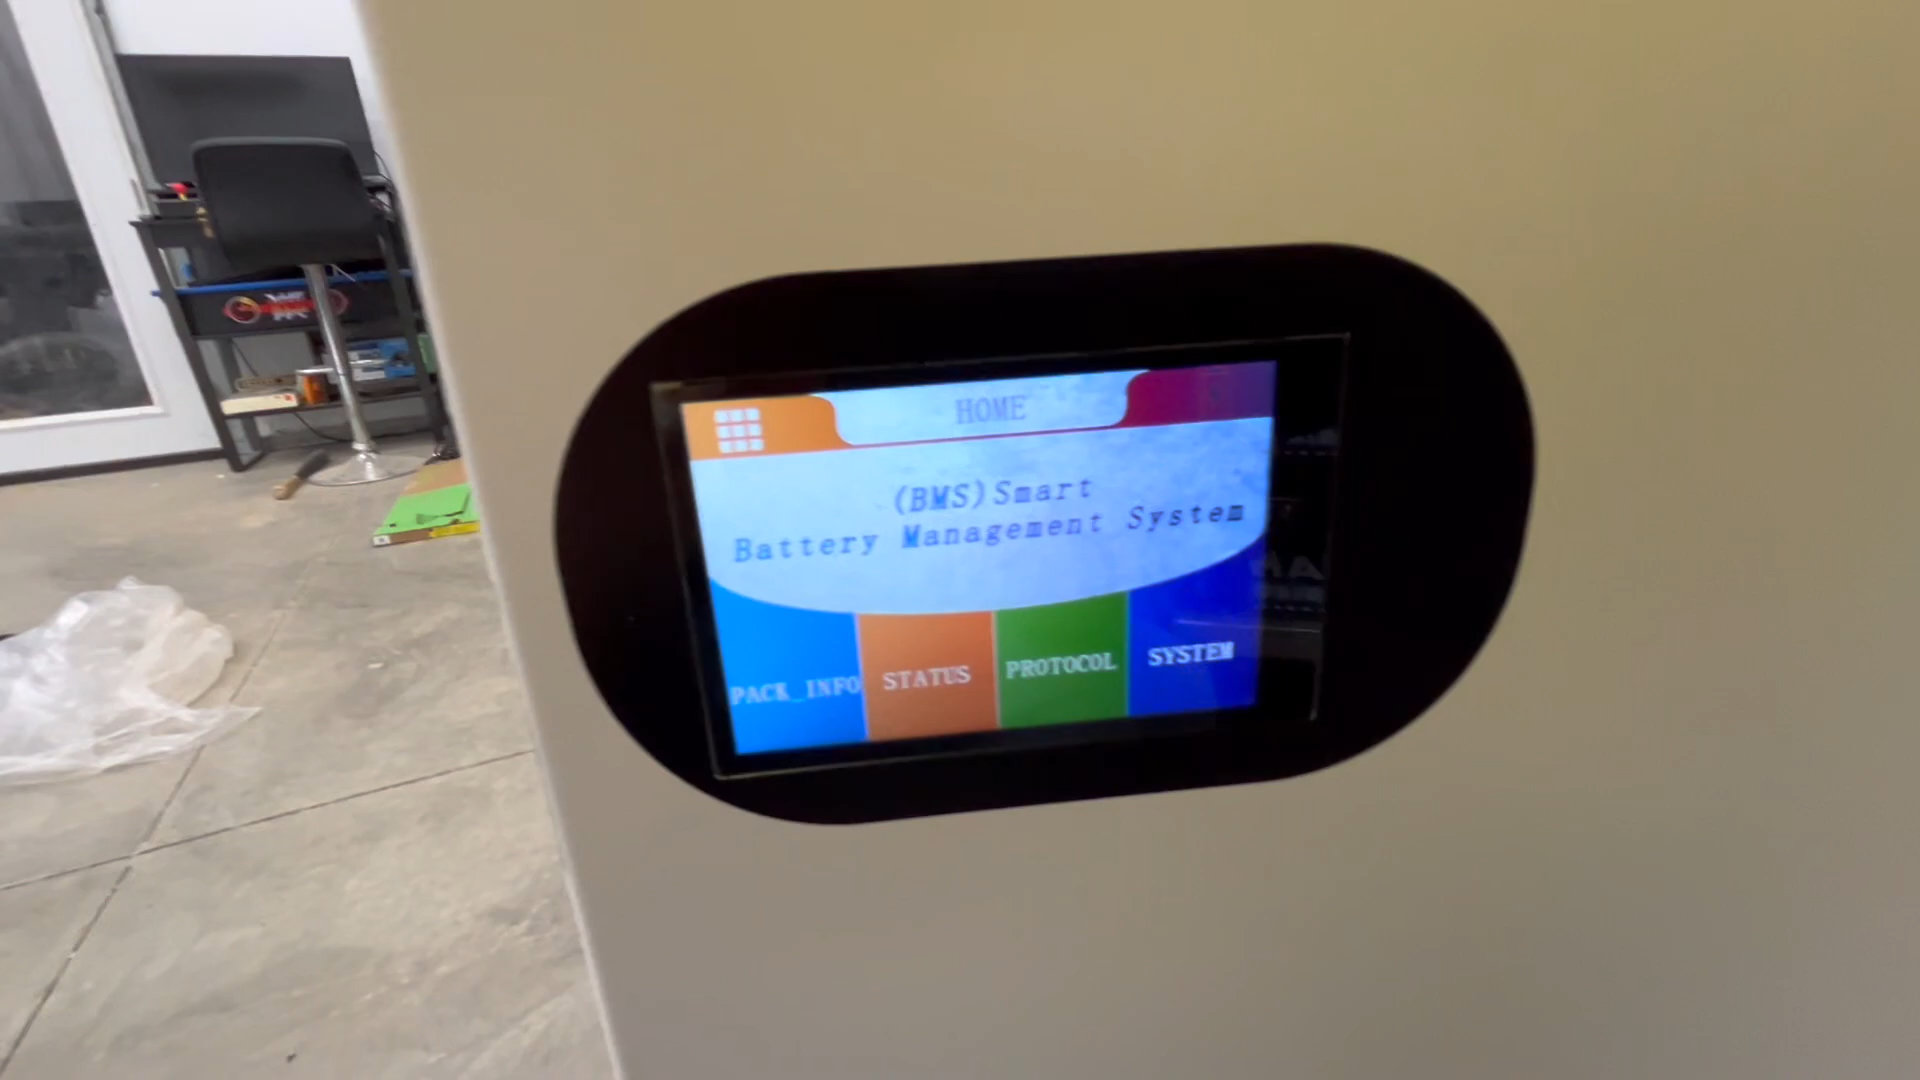 HOME
(BMS)Smart
Battery Management System
PACK_INFO
STATUS
PROTOCOL
SYSTEM